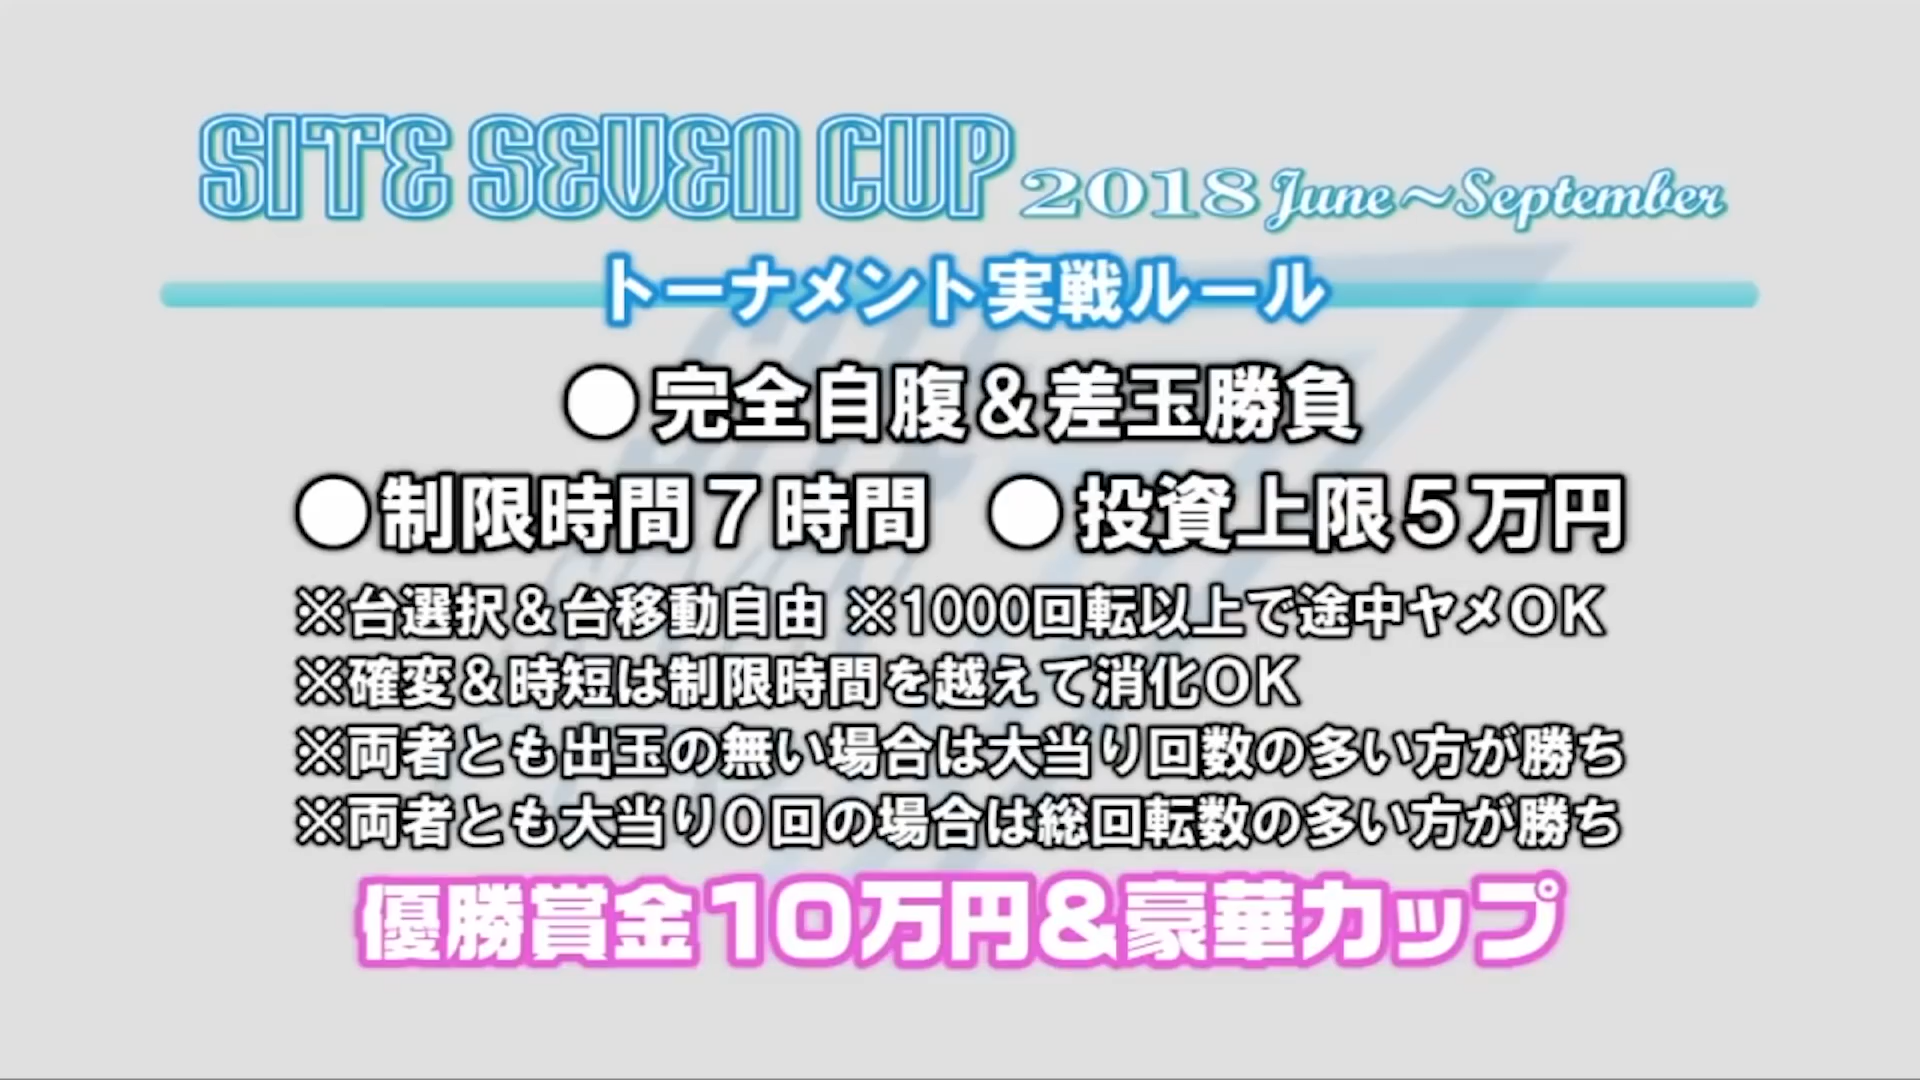 SITE SEVEN CUP 2018 June～September
トーナメント実戦ルール
●完全自腹＆差玉勝負
●制限時間７時間 ●投資上限５万円
※台選択＆台移動自由 ※1000回転以上で途中ヤメＯＫ
※確変＆時短は制限時間を越えて消化ＯＫ
※両者とも出玉の無い場合は大当り回数の多い方が勝ち
※両者とも大当り０回の場合は総回転数の多い方が勝ち
優勝賞金10万円＆豪華カップ